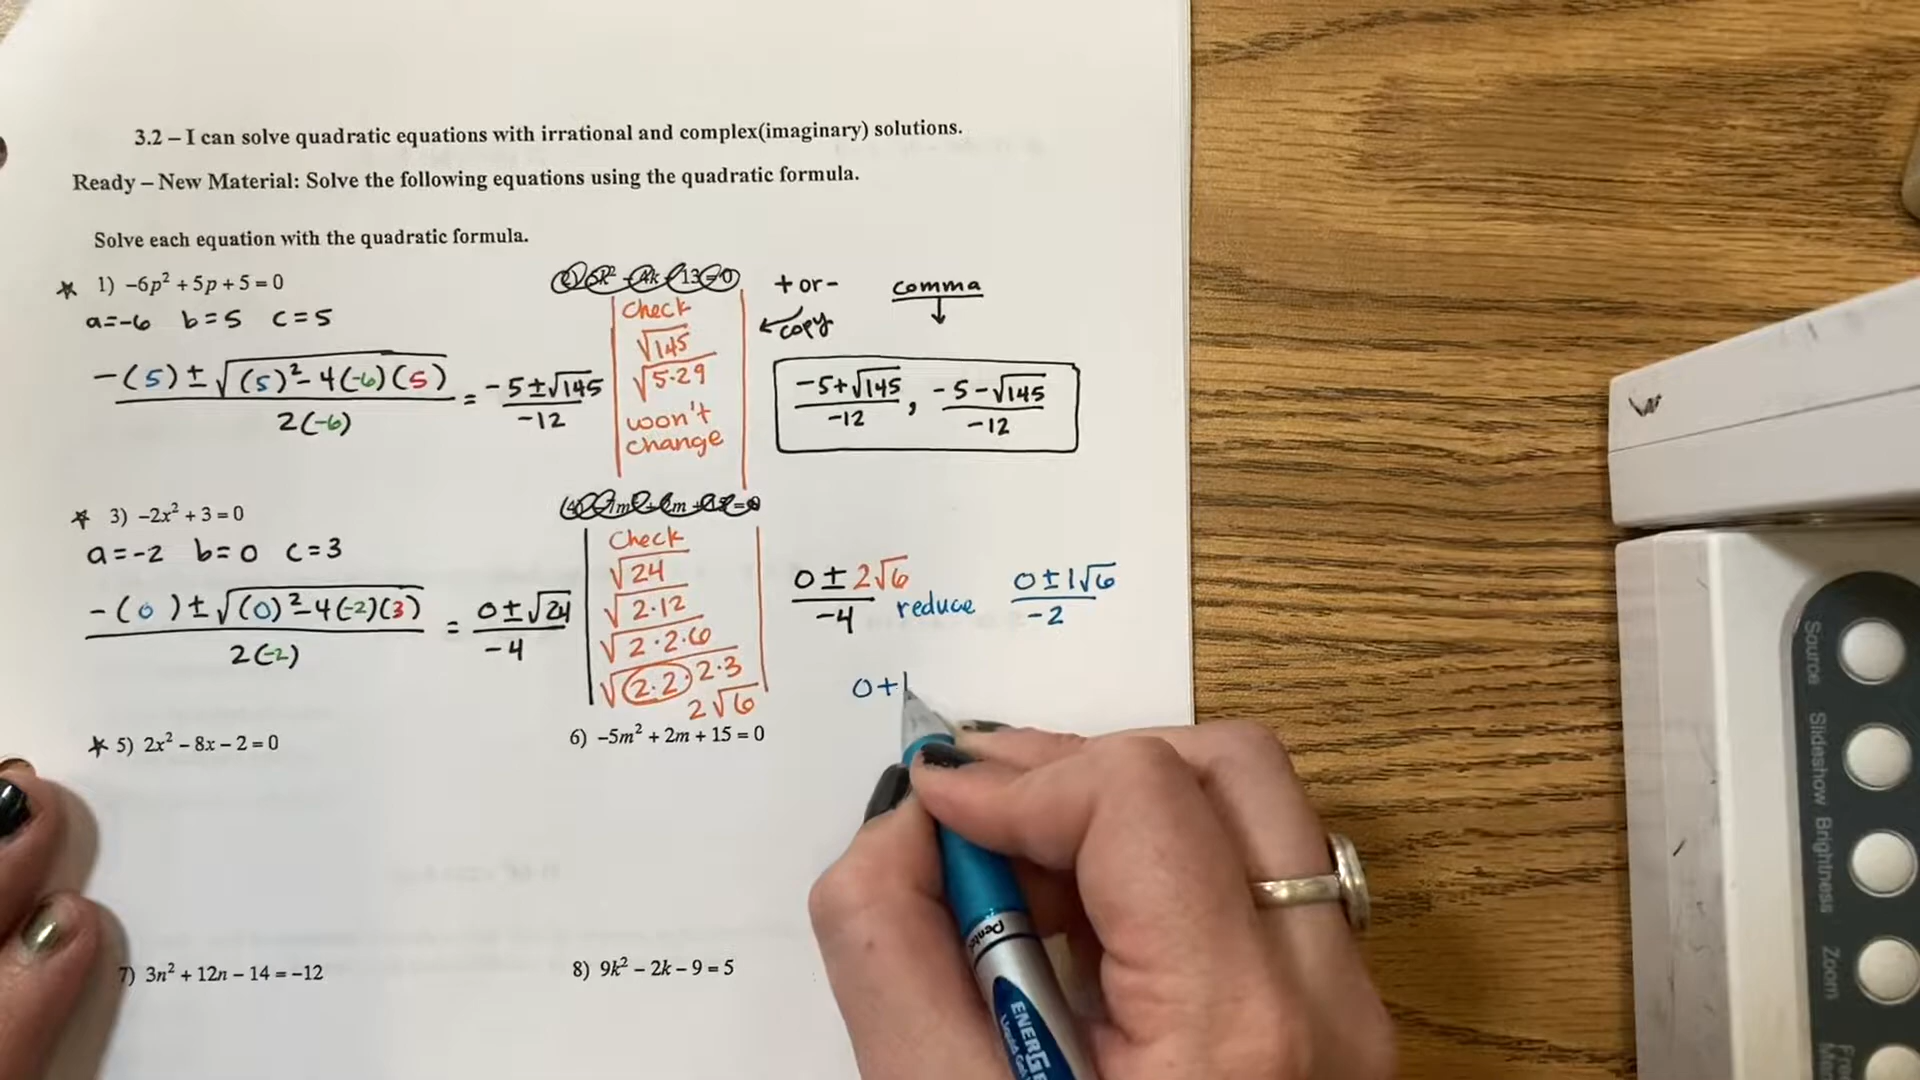 3.2 – I can solve quadratic equations with irrational and complex(imaginary) solutions.
Ready – New Material: Solve the following equations using the quadratic formula.
Solve each equation with the quadratic formula.
1) -6p² + 5p + 5 = 0
a=-6 b=5 c=5
-(5) ± √(5)²-4(-6)(5)
2(-6)
= -5±√145
-12
check
√145
√5·29
won't
change
+or-
copy
comma
-5+√145 , -5-√145
-12 -12
3) -2x² + 3 = 0
a=-2 b=0 c=3
-(0) ± √(0)²-4(-2)(3)
2(-2)
= 0±√24
-4
Check
√24
√2·12
√2·2·6
√2·2·2·3
2√6
0±2√6
-4
reduce
0±1√6
-2
0+
5) 2x² - 8x - 2 = 0
6) -5m² + 2m + 15 = 0
7) 3n² + 12n - 14 = -12
8) 9k² - 2k - 9 = 5
Source
Slideshow
Brightness
Zoom
Pentel
ENERG